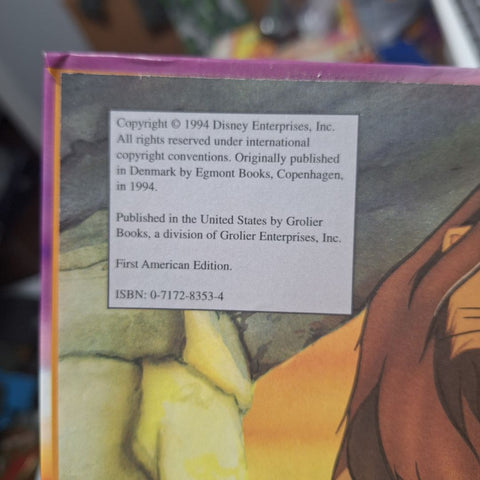 Copyright © 1994 Disney Enterprises, Inc.
All rights reserved under international
copyright conventions. Originally published
in Denmark by Egmont Books, Copenhagen,
in 1994.
Published in the United States by Grolier
Books, a division of Grolier Enterprises, Inc.
First American Edition.
ISBN: 0-7172-8353-4